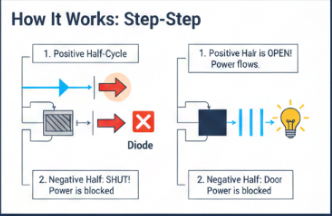 How It Works: Step-Step
1. Positive Half-Cycle
Diode
2. Negative Half: SHUT!
Power is blocked
1. Positive Halr is OPEN!
Power flows.
2. Negative Half: Door
Power is blocked